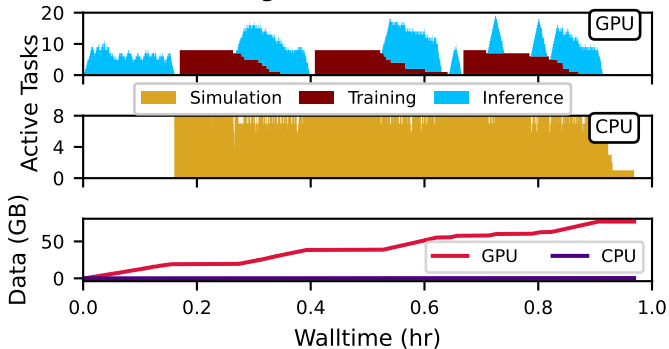 20
GPU
10
0
Simulation Training Inference
8
CPU
4
0
Active Tasks
50
GPU CPU
0
Data (GB)
0.0 0.2 0.4 0.6 0.8 1.0
Walltime (hr)